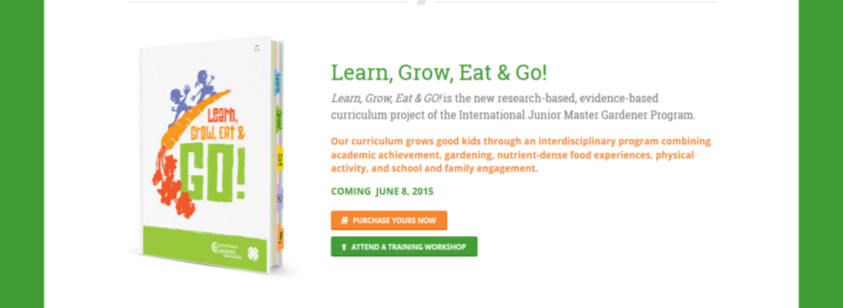 Learn, Grow, Eat & Go!
Learn, Grow, Eat & GO! is the new research-based, evidence-based
curriculum project of the International Junior Master Gardener Program.
Our curriculum grows good kids through an interdisciplinary program combining
academic achievement, gardening, nutrient-dense food experiences, physical
activity, and school and family engagement.
COMING JUNE 8, 2015
PURCHASE YOURS NOW
ATTEND A TRAINING WORKSHOP
Learn,
GROW, EAT &
GO!